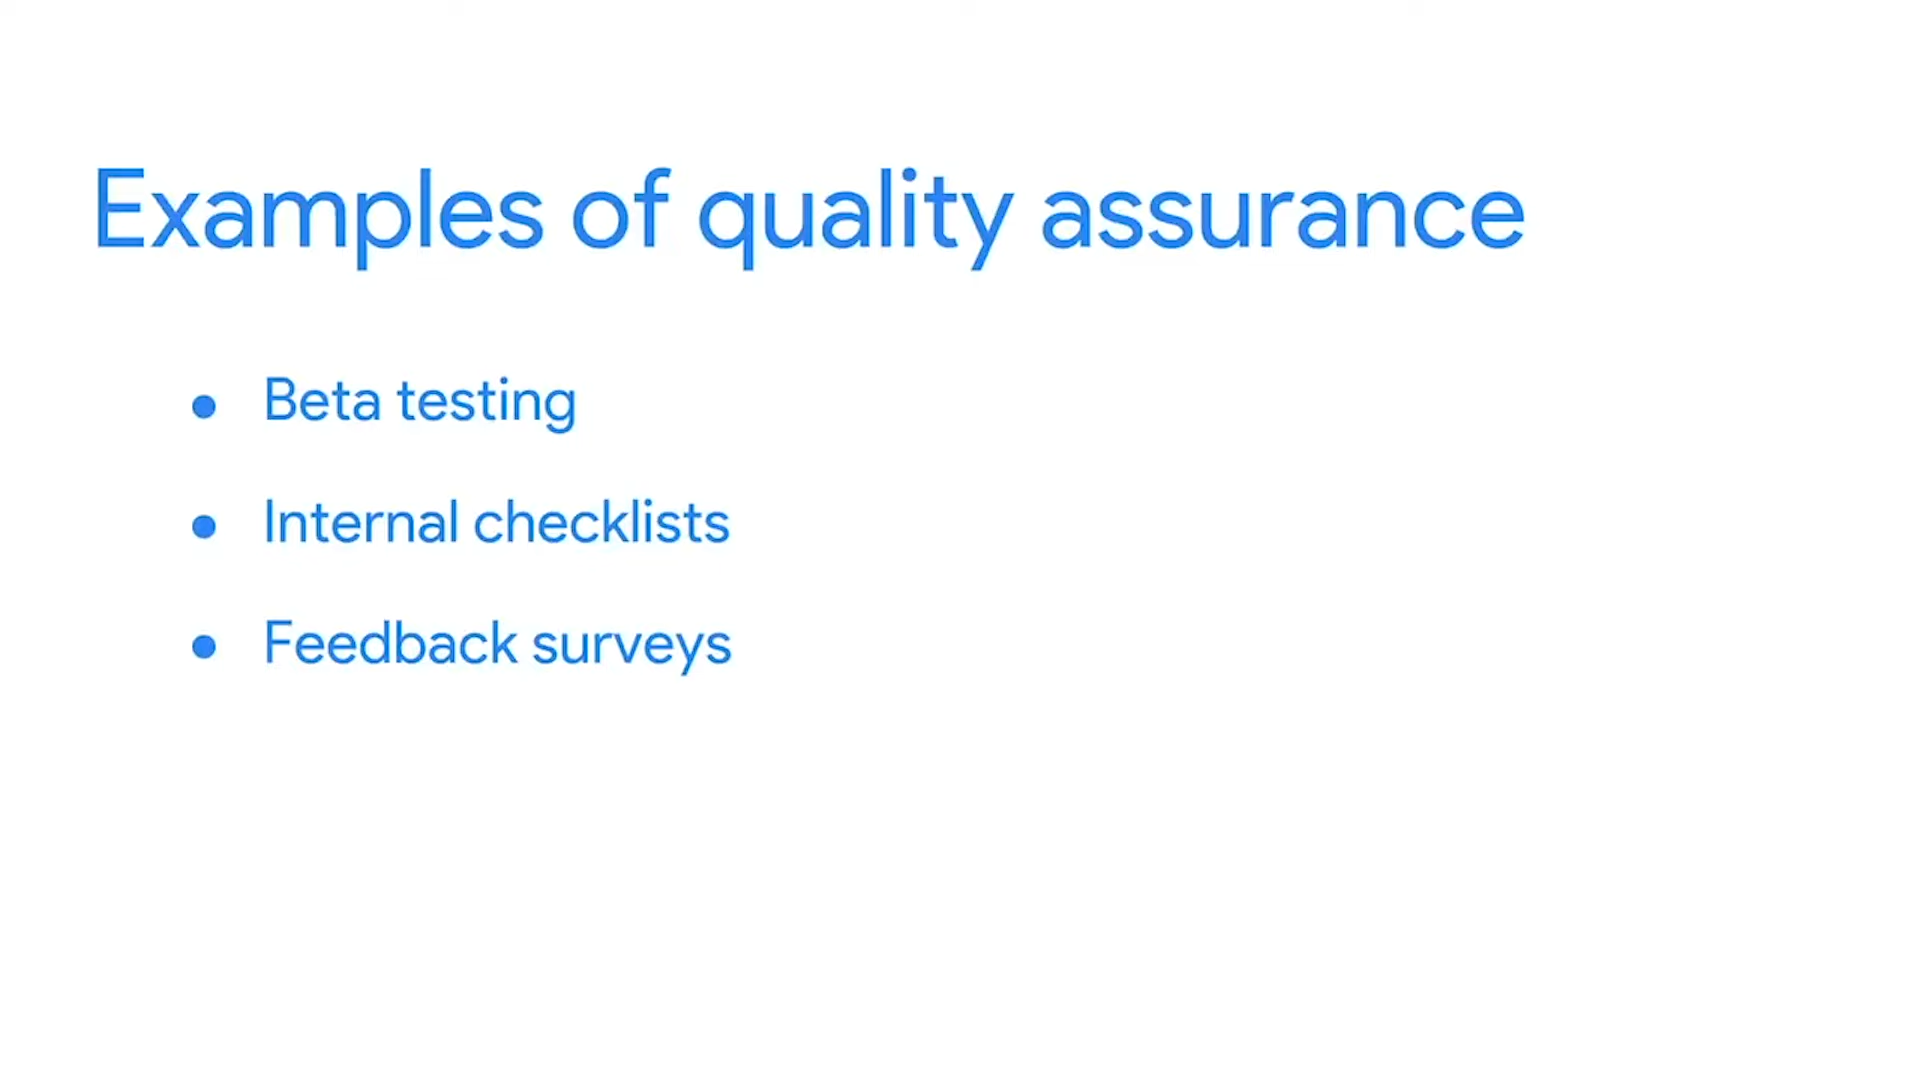 Examples of quality assurance
● Beta testing
● Internal checklists
● Feedback surveys